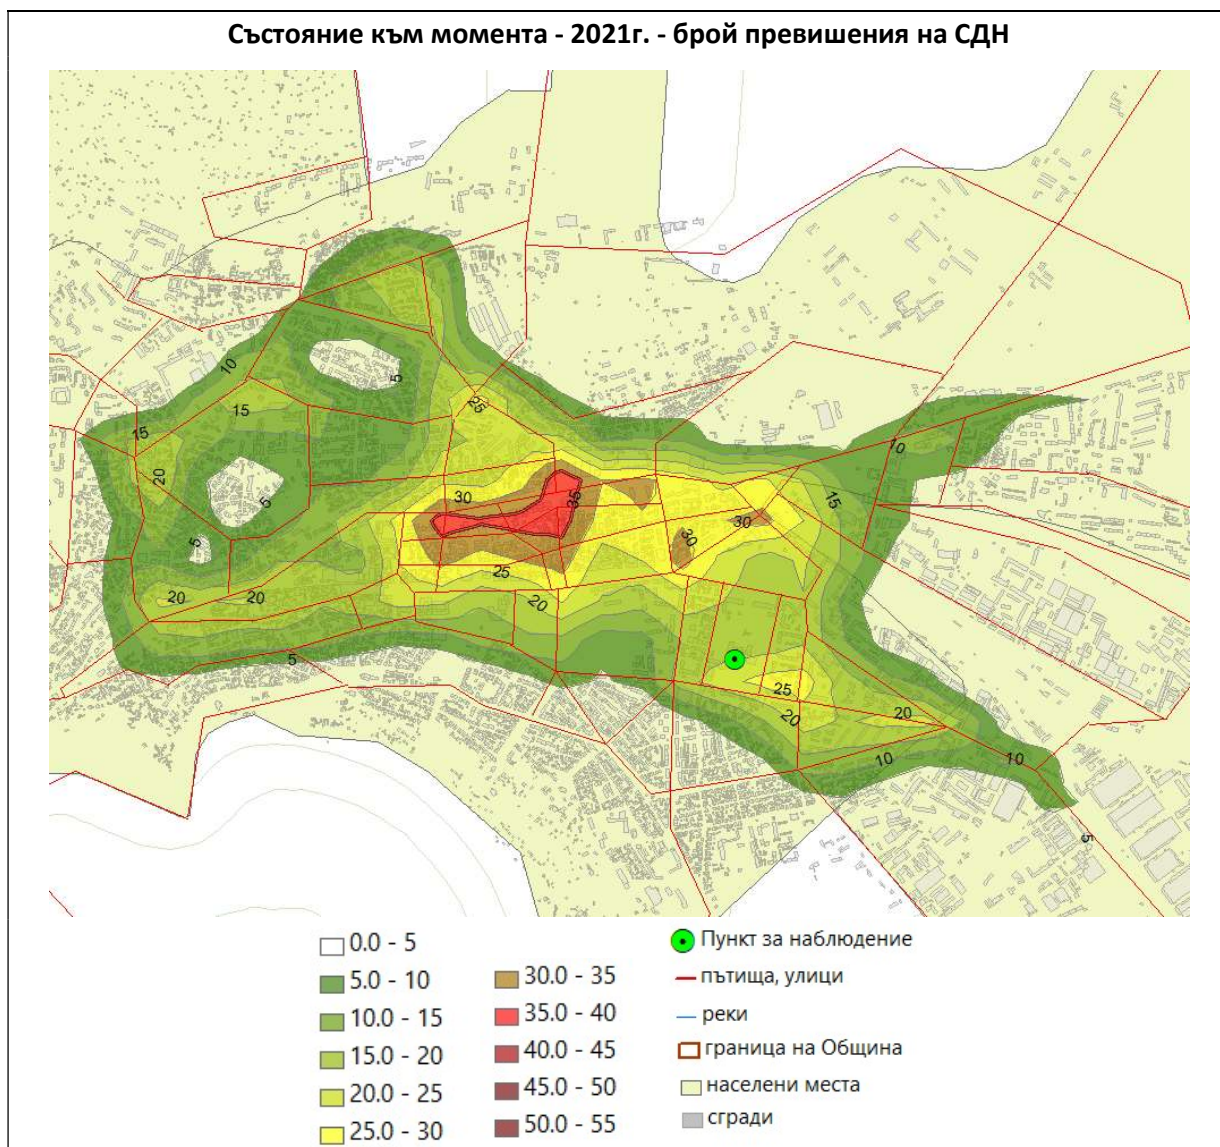 Състояние към момента - 2021г. - брой превишения на СДН
5
10
25
15
10
15
15
20
5
30
35
30
30
5
25
20
20
20
5
25
20
20
10
10
5
0.0 - 5
5.0 - 10
10.0 - 15
15.0 - 20
20.0 - 25
25.0 - 30
30.0 - 35
35.0 - 40
40.0 - 45
45.0 - 50
50.0 - 55
Пункт за наблюдение
пътища, улици
реки
граница на Община
населени места
сгради